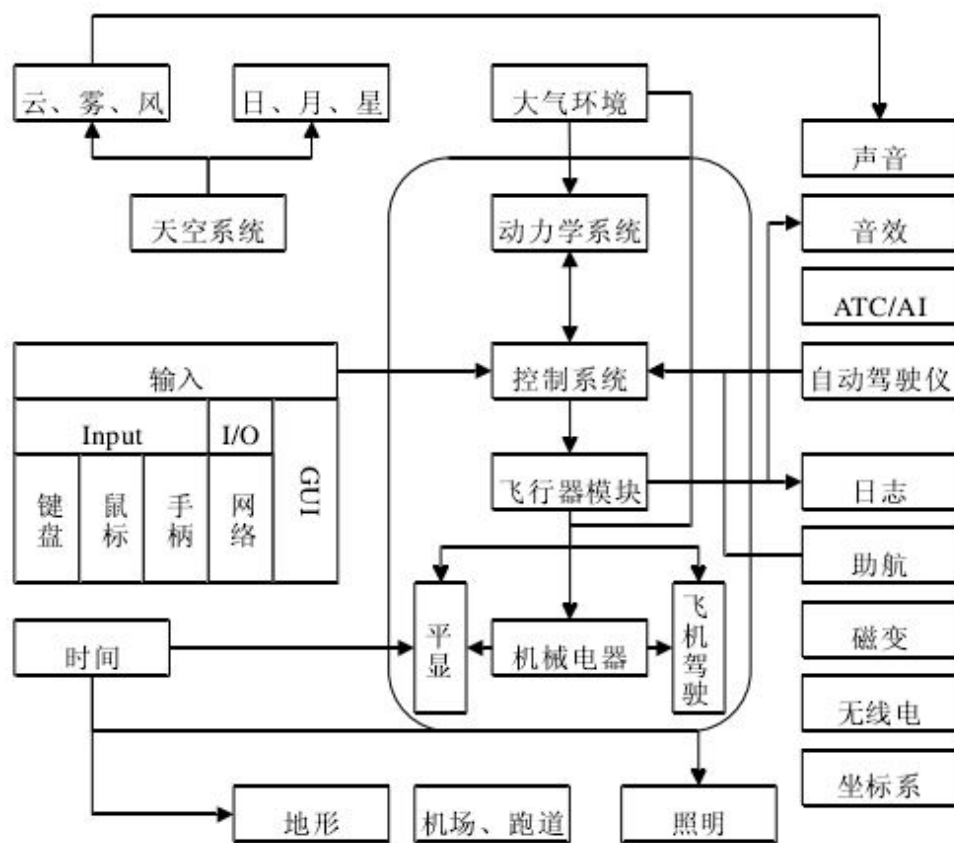 云、雾、风
日、月、星
大气环境
声音
天空系统
动力学系统
音效
ATC/AI
输入
控制系统
自动驾驶仪
Input
I/O
GUI
键盘
鼠标
手柄
网络
飞行器模块
日志
助航
时间
平显
机械电器
飞机驾驶
磁变
无线电
坐标系
地形
机场、跑道
照明